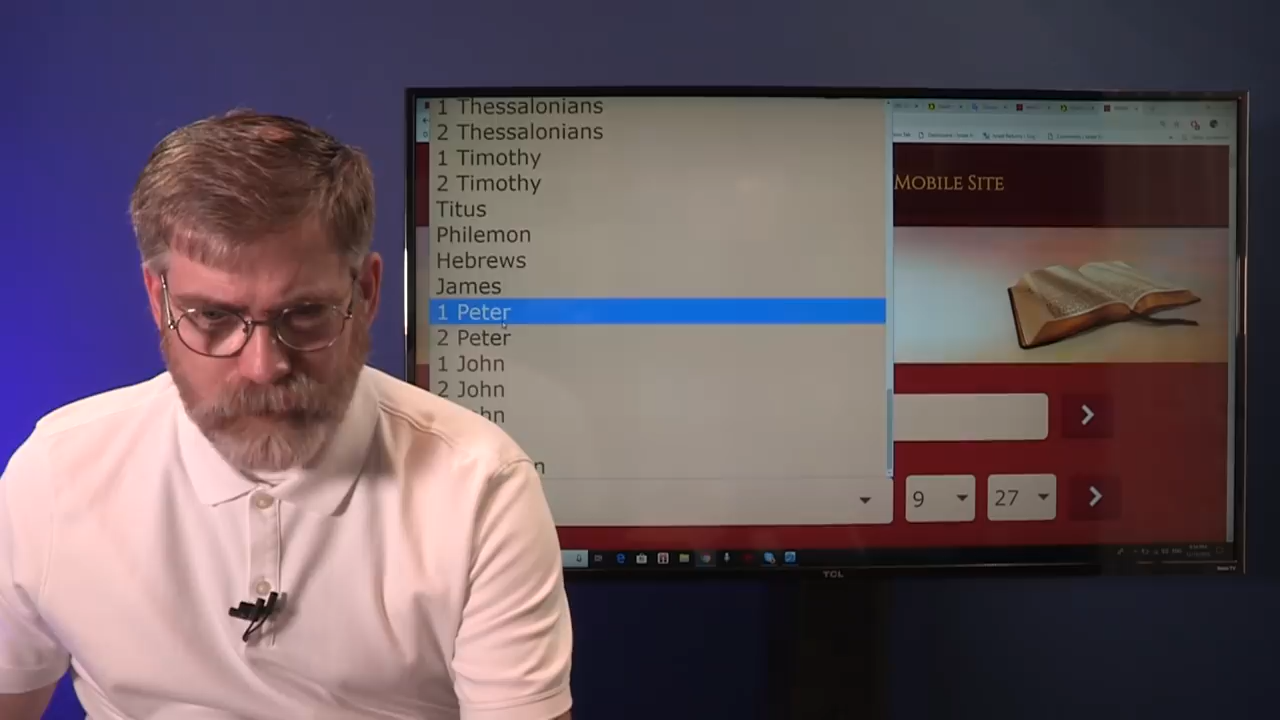 1 Thessalonians
2 Thessalonians
1 Timothy
2 Timothy
Titus
Philemon
Hebrews
James
1 Peter
2 Peter
1 John
2 John
MOBILE SITE
9
27
TCL